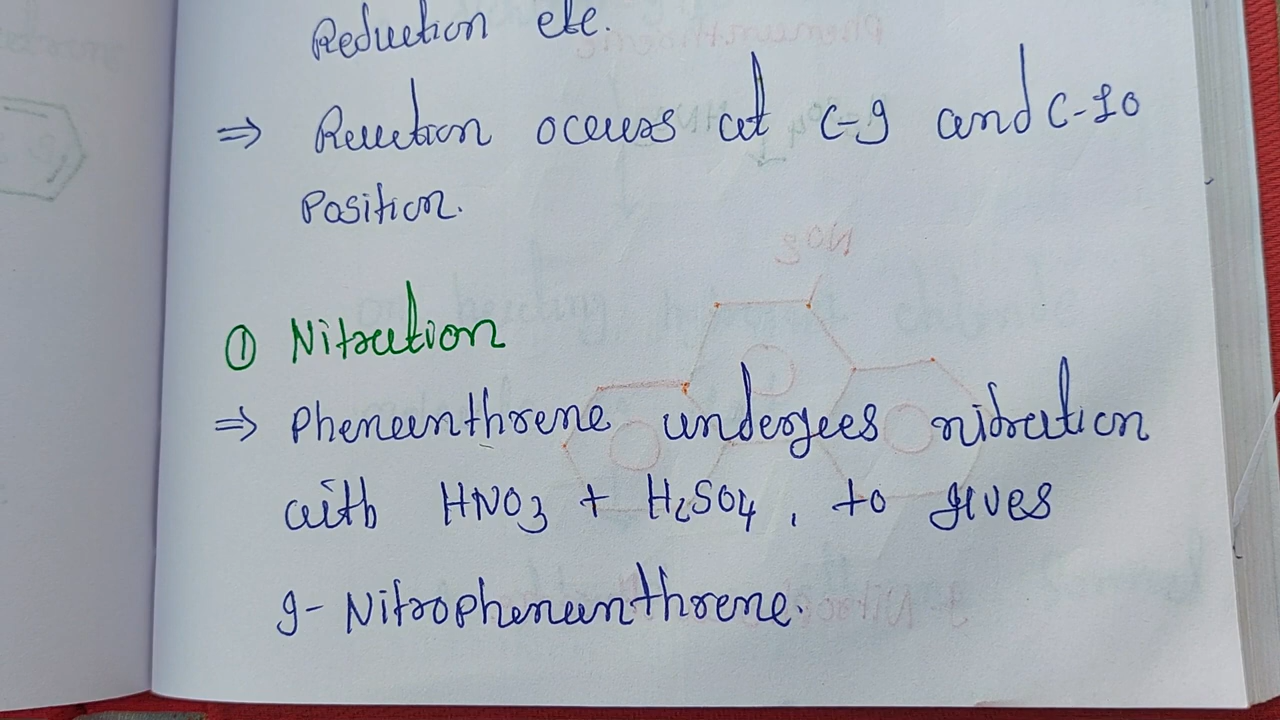 Reduction etc.
⇒ Reaction occurs at C-9 and C-10
Position.
① Nitration
⇒ Phenanthrene undergoes nitration
with HNO3 + H2SO4, to gives
9- Nitrophenanthrene.